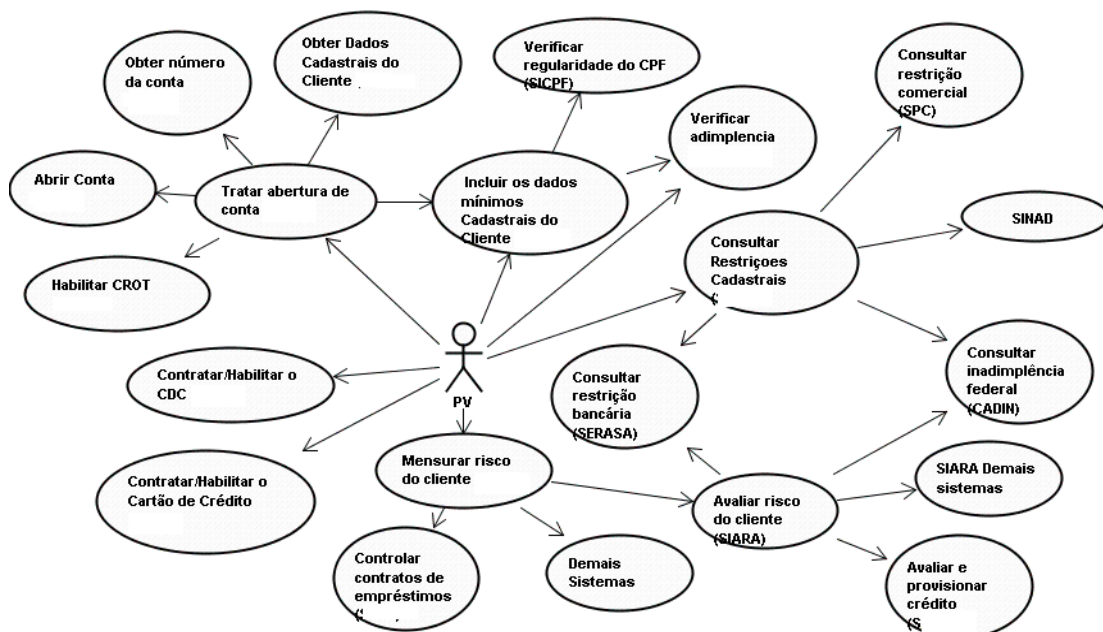 Obter número
da conta
Obter Dados
Cadastrais do
Cliente
Verificar
regularidade do CPF
(SICPF)
Consultar
restrição
comercial
(SPC)
Verificar
adimplencia
Abrir Conta
Tratar abertura de
conta
Incluir os dados
mínimos
Cadastrais do
Cliente
SINAD
Consultar
Restriçoes
Cadastrais
(
Habilitar CROT
Contratar/Habilitar o
CDC
PV
Consultar
restrição
bancária
(SERASA)
Consultar
inadimplência
federal
(CADIN)
Mensurar risco
do cliente
Contratar/Habilitar o
Cartão de Crédito
SIARA Demais
sistemas
Avaliar risco
do cliente
(SIARA)
Controlar
contratos de
empréstimos
(
Demais
Sistemas
Avaliar e
provisionar
crédito
(S